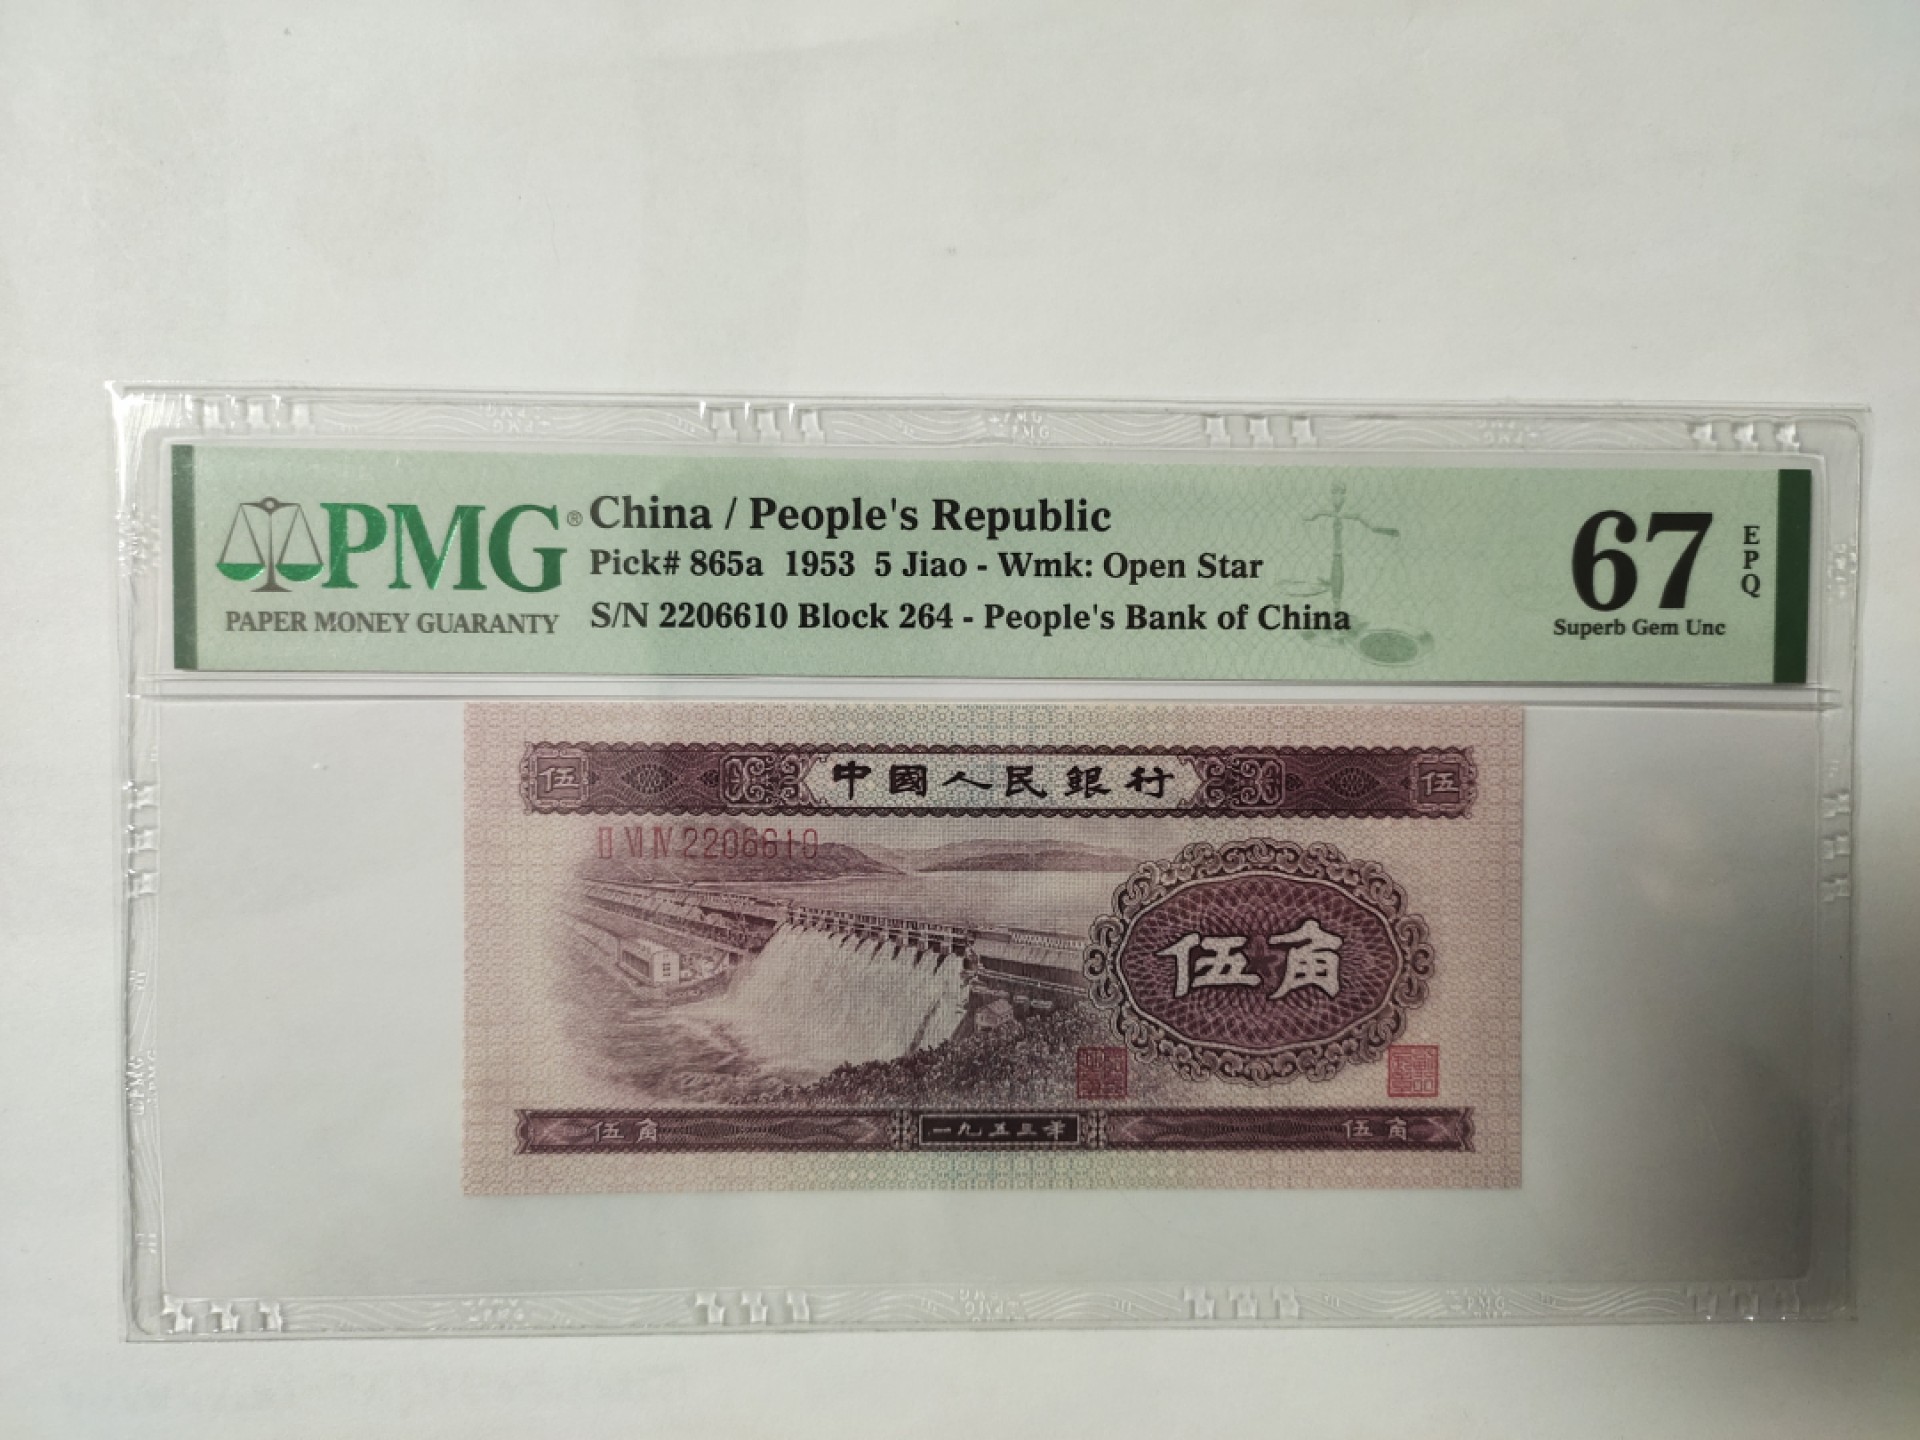 PMG®
PAPER MONEY GUARANTY
China / People's Republic
Pick# 865a 1953 5 Jiao - Wmk: Open Star
S/N 2206610 Block 264 - People's Bank of China
67
EPQ
Superb Gem Unc
伍 中國人民銀行 伍
II VI IV 2206610
伍角
伍角 一九五三年 伍角